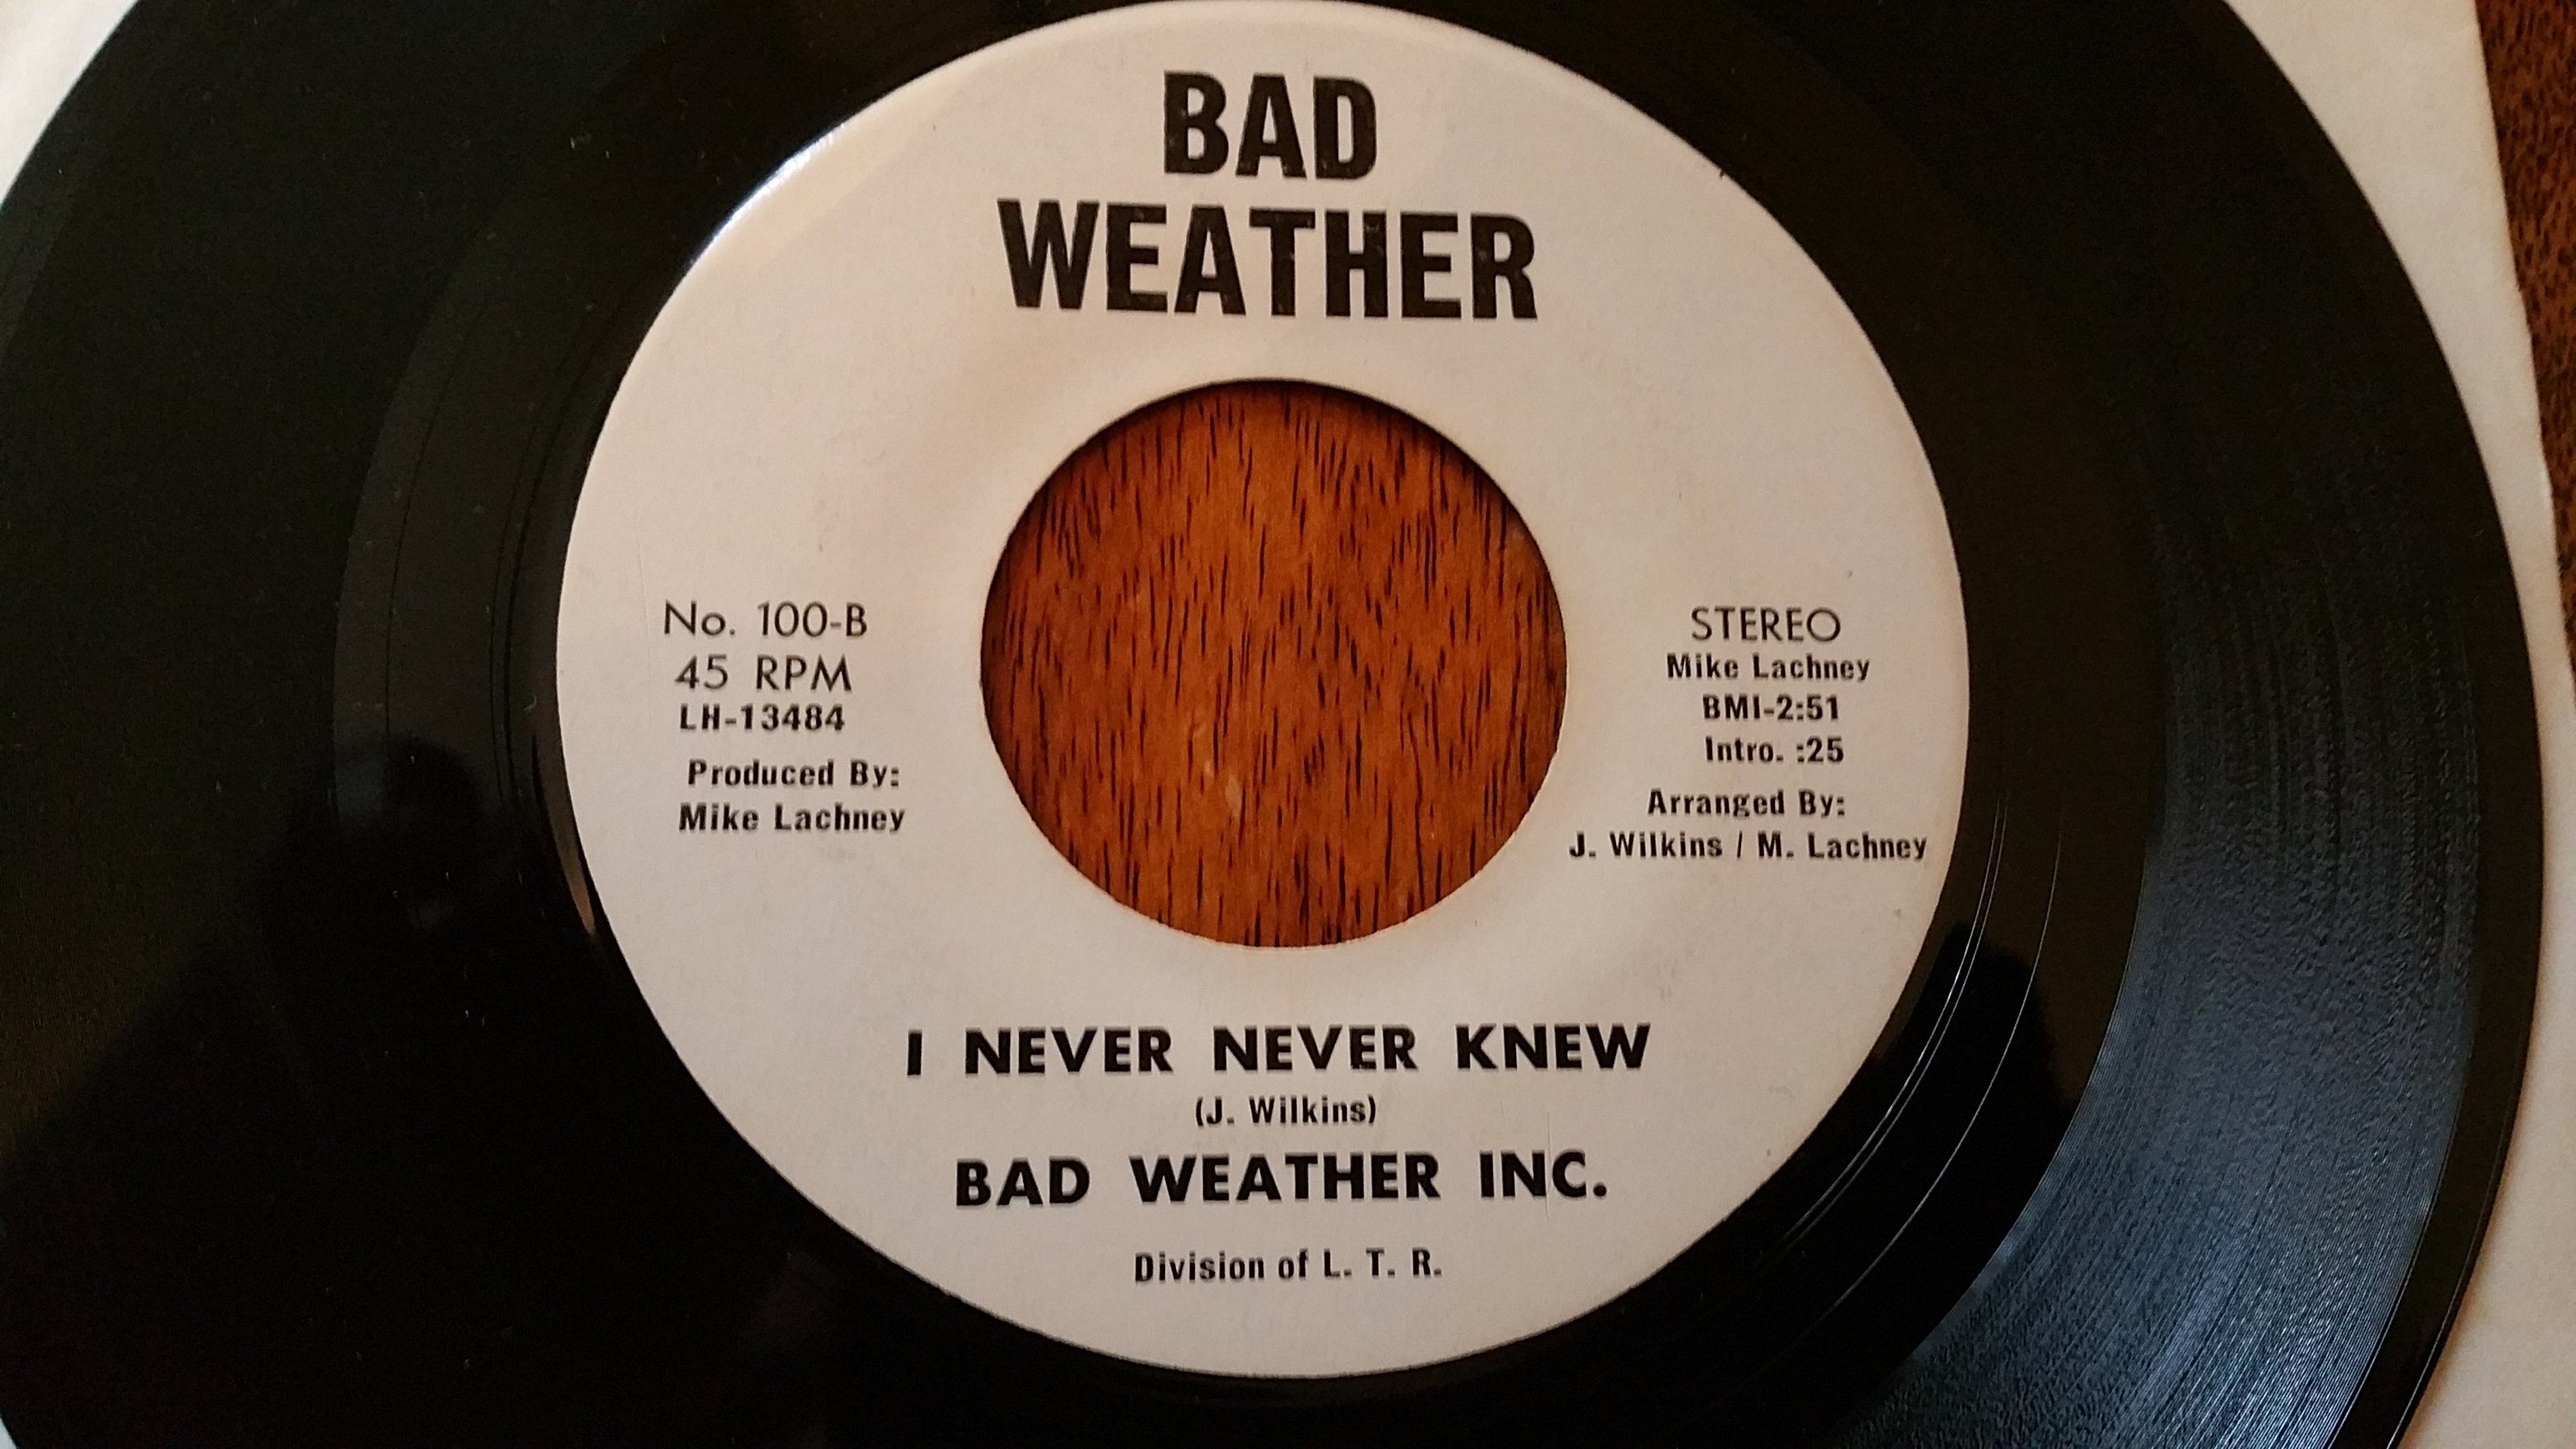 BAD
WEATHER
No. 100-B
45 RPM
LH-13484
Produced By:
Mike Lachney
STEREO
Mike Lachney
BMI-2:51
Intro. :25
Arranged By:
J. Wilkins / M. Lachney
I NEVER NEVER KNEW
(J. Wilkins)
BAD WEATHER INC.
Division of L. T. R.